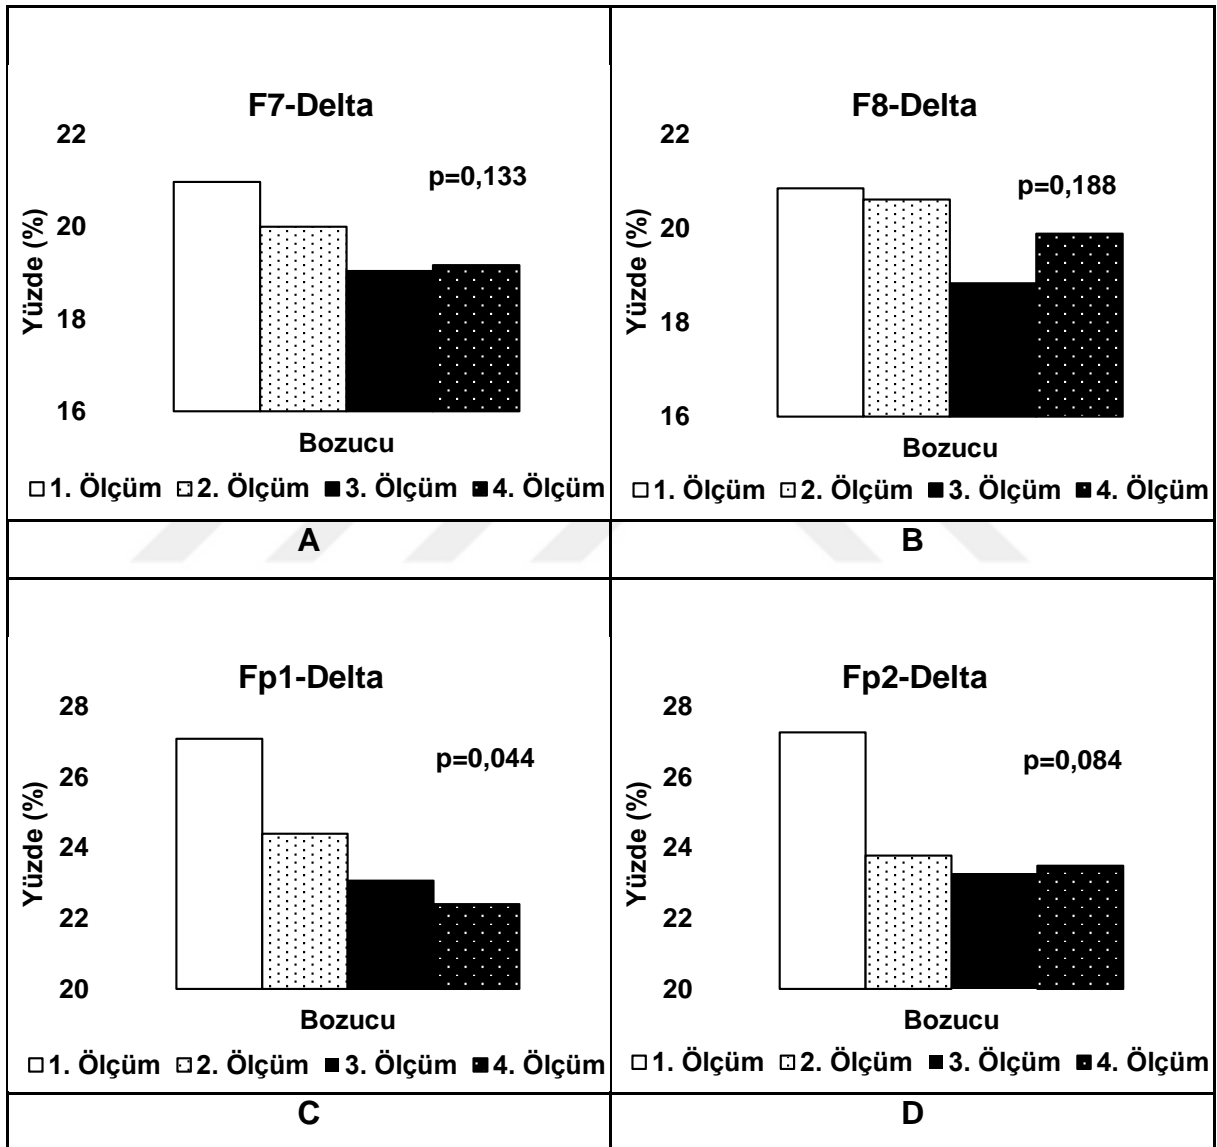 F7-Delta
22
p=0,133
20
18
16
Yüzde (%)
Bozucu
1. Ölçüm 2. Ölçüm 3. Ölçüm 4. Ölçüm
A
F8-Delta
22
p=0,188
20
18
16
Yüzde (%)
Bozucu
1. Ölçüm 2. Ölçüm 3. Ölçüm 4. Ölçüm
B
Fp1-Delta
28
p=0,044
26
24
22
20
Yüzde (%)
Bozucu
1. Ölçüm 2. Ölçüm 3. Ölçüm 4. Ölçüm
C
Fp2-Delta
28
p=0,084
26
24
22
20
Yüzde (%)
Bozucu
1. Ölçüm 2. Ölçüm 3. Ölçüm 4. Ölçüm
D